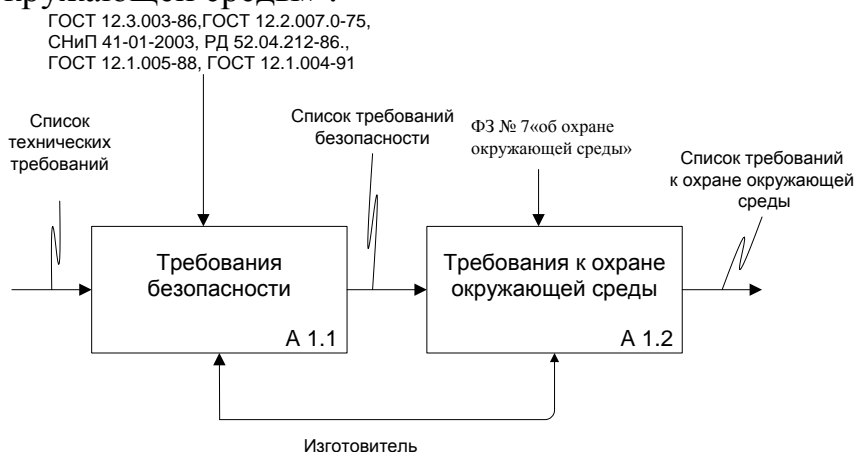 кружающей среды» .
ГОСТ 12.3.003-86,ГОСТ 12.2.007.0-75,
СНиП 41-01-2003, РД 52.04.212-86.,
ГОСТ 12.1.005-88, ГОСТ 12.1.004-91
Список
технических
требований
Список требований
безопасности
ФЗ № 7«об охране
окружающей среды»
Список требований
к охране окружающей
среды
Требования
безопасности
А 1.1
Требования к охране
окружающей среды
А 1.2
Изготовитель